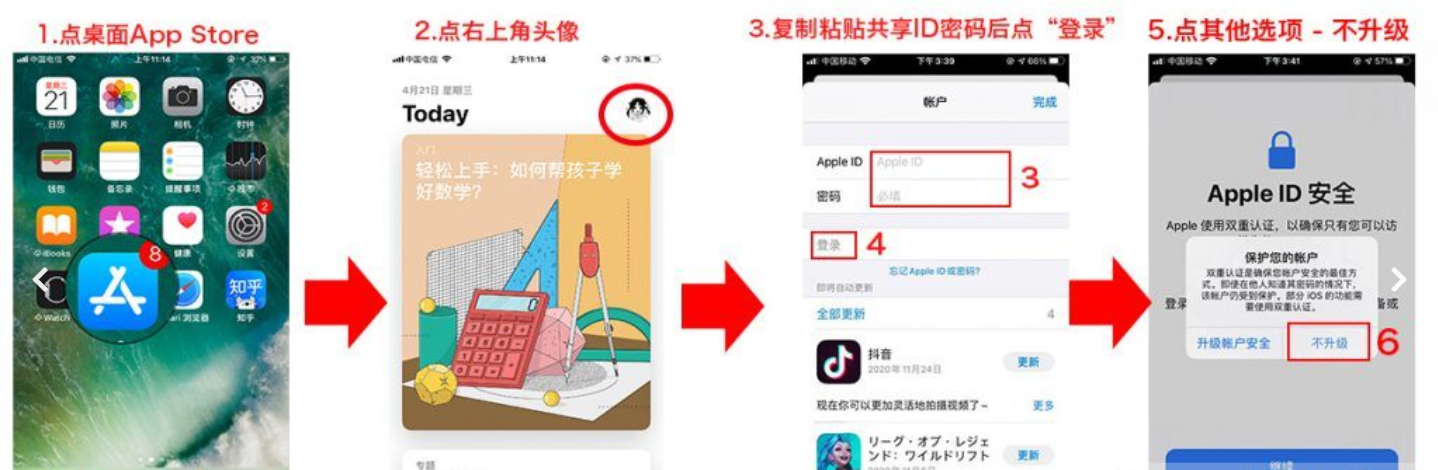 1.点桌面App Store
中国电信
上午11:14
37%
星期三
21
日历
照片
相机
时钟
钱包
备忘录
提醒事项
股市
iBooks
健康
2
设置
8
Watch
ari 浏览器
知乎
知乎
2.点右上角头像
中国电信
上午11:14
37%
4月21日 星期三
Today
入门
轻松上手：如何帮孩子学
好数学？
专题
3.复制粘贴共享ID密码后点“登录”
中国移动
下午3:39
66%
帐户
完成
Apple ID
Apple ID
密码
必填
3
登录
4
忘记 Apple ID 或密码?
即将自动更新
全部更新
4
抖音
2020年11月24日
更新
现在你可以更加灵活地拍摄视频了~
更多
リーグ・オブ・レジェ
ンド：ワイルドリフト
更新
5.点其他选项 - 不升级
中国移动
下午3:41
57%
Apple ID 安全
Apple 使用双重认证，以确保只有您可以访
保护您的帐户
双重认证是确保您帐户安全的最佳方
式。即使在他人知道其密码的情况下，
该帐户仍受到保护。部分 iOS 的功能需
要使用双重认证。
登录
备或
升级帐户安全
不升级
6
继续